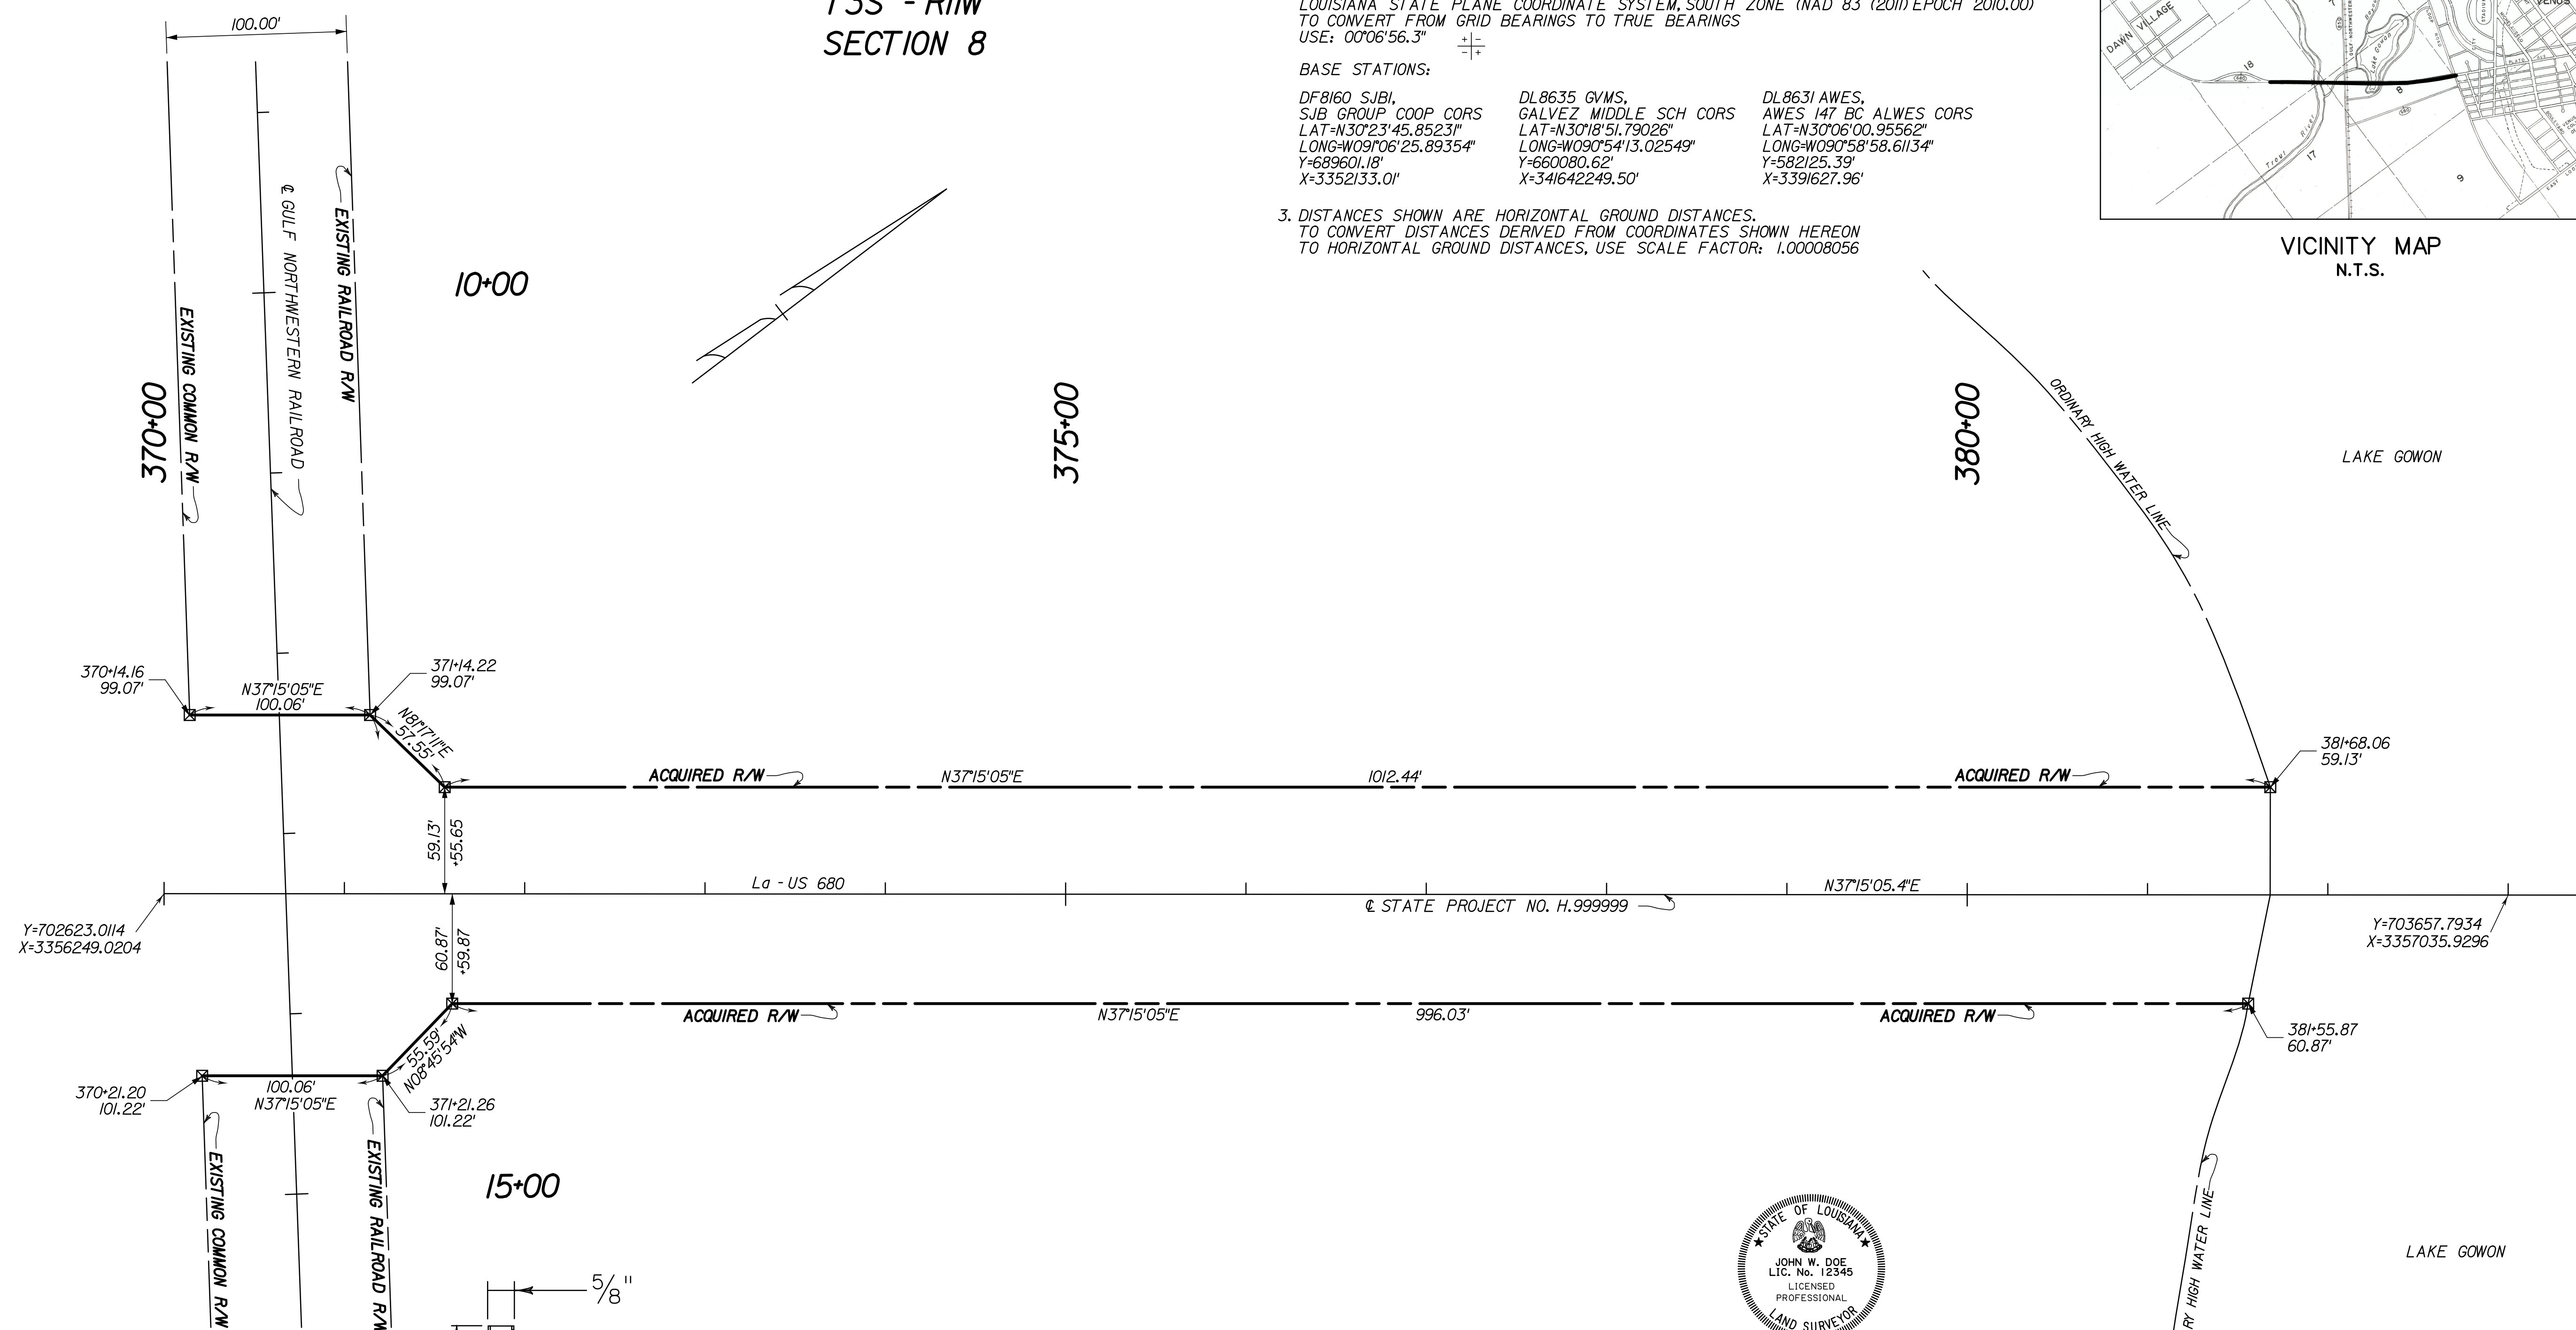 100.00'
T3S - R11W
SECTION 8
LOUISIANA STATE PLANE COORDINATE SYSTEM, SOUTH ZONE (NAD 83 (2011) EPOCH 2010.00)
TO CONVERT FROM GRID BEARINGS TO TRUE BEARINGS
USE: 00°06'56.3"
BASE STATIONS:
DF8160 SJB1,
SJB GROUP COOP CORS
LAT=N30°23'45.85231"
LONG=W091°06'25.89354"
Y=689601.18'
X=3352133.01'
DL8635 GVMS,
GALVEZ MIDDLE SCH CORS
LAT=N30°18'51.79026"
LONG=W090°54'13.02549"
Y=660080.62'
X=341642249.50'
DL8631 AWES,
AWES 147 BC ALWES CORS
LAT=N30°06'00.95562"
LONG=W090°58'58.61134"
Y=582125.39'
X=3391627.96'
3. DISTANCES SHOWN ARE HORIZONTAL GROUND DISTANCES.
TO CONVERT DISTANCES DERIVED FROM COORDINATES SHOWN HEREON
TO HORIZONTAL GROUND DISTANCES, USE SCALE FACTOR: 1.00008056
DAWN VILLAGE
18
8
17
9
River
Trout
Lake Gowon
VENUS
VICINITY MAP
N.T.S.
EXISTING COMMON R/W
℄ GULF NORTHWESTERN RAILROAD
EXISTING RAILROAD R/W
10+00
370+00
375+00
380+00
ORDINARY HIGH WATER LINE
LAKE GOWON
370+14.16
99.07'
N37°15'05"E
100.06'
371+14.22
99.07'
N81°17'11"E
57.55'
ACQUIRED R/W
N37°15'05"E
1012.44'
ACQUIRED R/W
381+68.06
59.13'
59.13'
+55.65
La - US 680
N37°15'05.4"E
℄ STATE PROJECT NO. H.999999
Y=702623.0114
X=3356249.0204
Y=703657.7934
X=3357035.9296
60.87'
+59.87
ACQUIRED R/W
N37°15'05"E
996.03'
ACQUIRED R/W
381+55.87
60.87'
55.59'
N08°45'54"W
370+21.20
101.22'
100.06'
N37°15'05"E
371+21.26
101.22'
EXISTING COMMON R/W
EXISTING RAILROAD R/W
15+00
5/8"
STATE OF LOUISIANA
JOHN W. DOE
LIC. No. 12345
LICENSED
PROFESSIONAL
LAND SURVEYOR
RY HIGH WATER LINE
LAKE GOWON